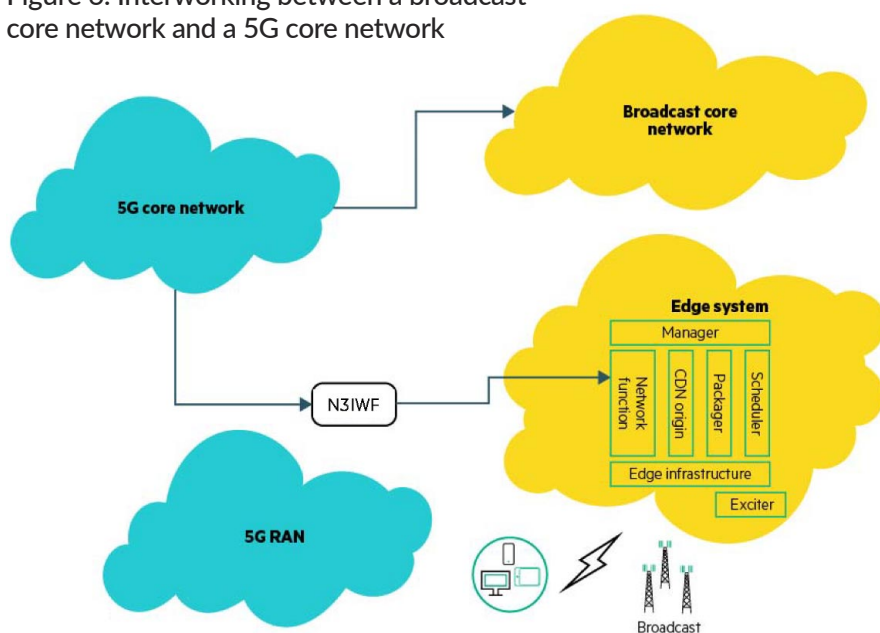 core network and a 5G core network
Broadcast core
network
5G core network
Edge system
Manager
Network
function
CDN origin
Packager
Scheduler
N3IWF
Edge infrastructure
Exciter
5G RAN
Broadcast